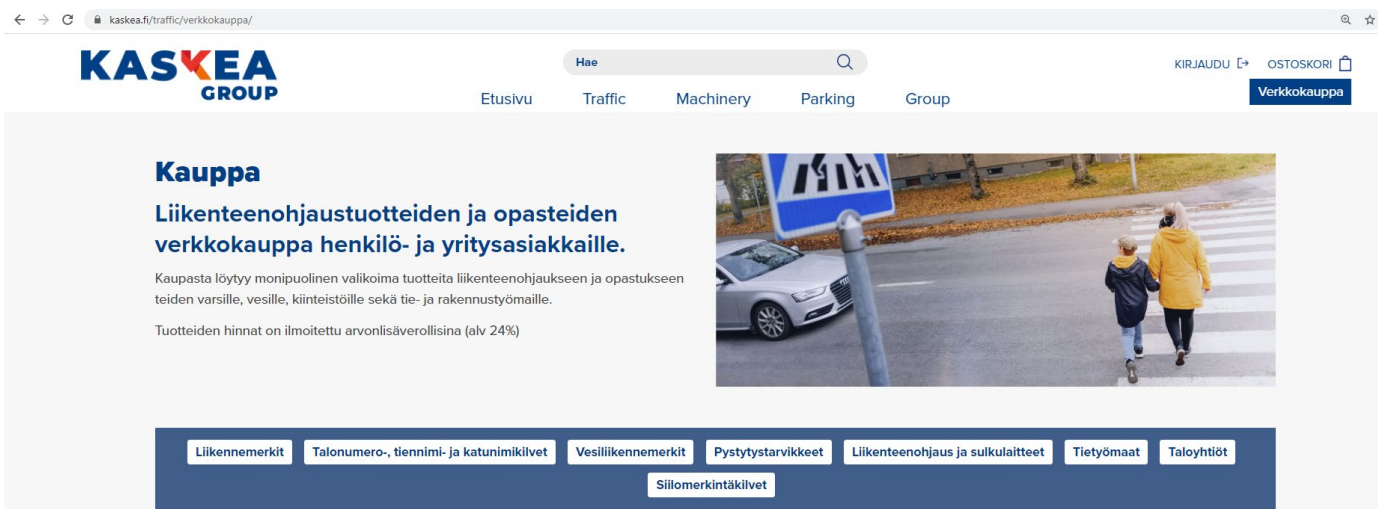 kaskea.fi/traffic/verkkokauppa/
KASKEA
GROUP
Hae
KIRJAUDU
OSTOSKORI
Verkkokauppa
Etusivu Traffic Machinery Parking Group
Kauppa
Liikenteenohjaustuotteiden ja opasteiden
verkkokauppa henkilö- ja yritysasiakkaille.
Kaupasta löytyy monipuolinen valikoima tuotteita liikenteenohjaukseen ja opastukseen
teiden varsille, vesille, kiinteistöille sekä tie- ja rakennustyömaille.
Tuotteiden hinnat on ilmoitettu arvonlisäverollisina (alv 24%)
Liikennemerkit Talonumero-, tiennimi- ja katunimikilvet Vesiliikennemerkit Pystytystarvikkeet Liikenteenohjaus ja sulkulaitteet Tietyömaat Taloyhtiöt
Siilomerkintäkilvet